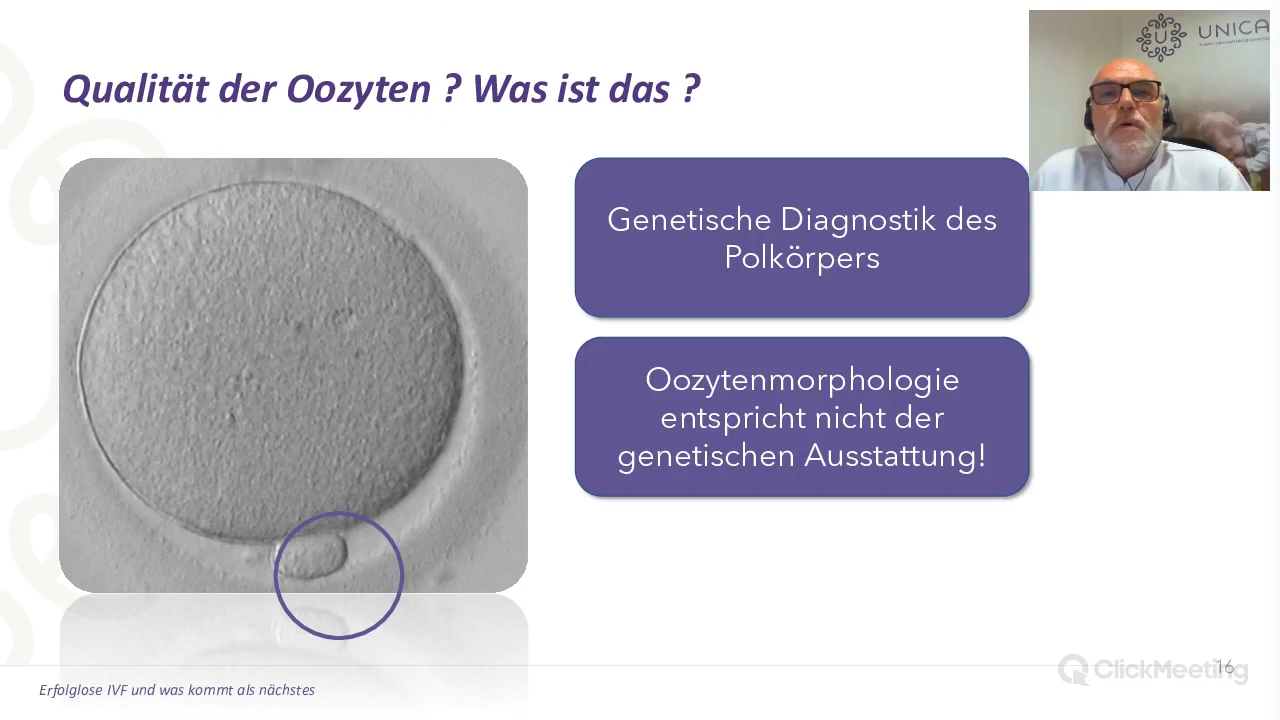 Qualität der Oozyten ? Was ist das ?
UNICA
Genetische Diagnostik des
Polkörpers
Oozytenmorphologie
entspricht nicht der
genetischen Ausstattung!
16
ClickMeeting
Erfolglose IVF und was kommt als nächstes